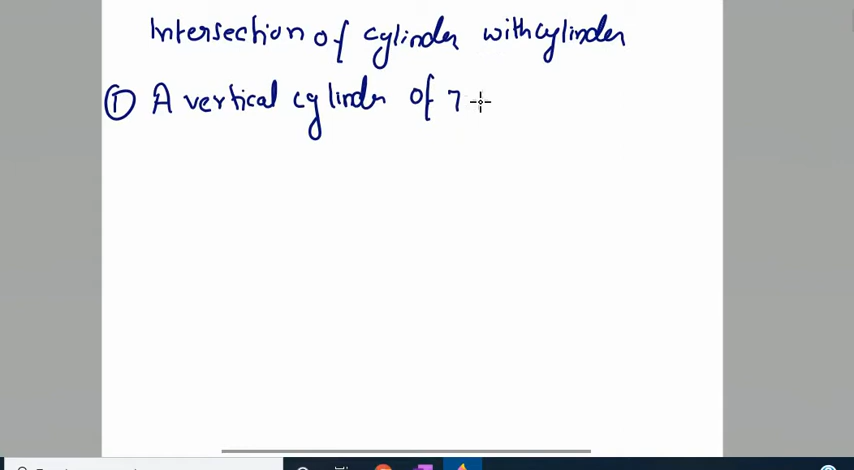 Intersection of cylinder with cylinder
① A vertical cylinder of 7